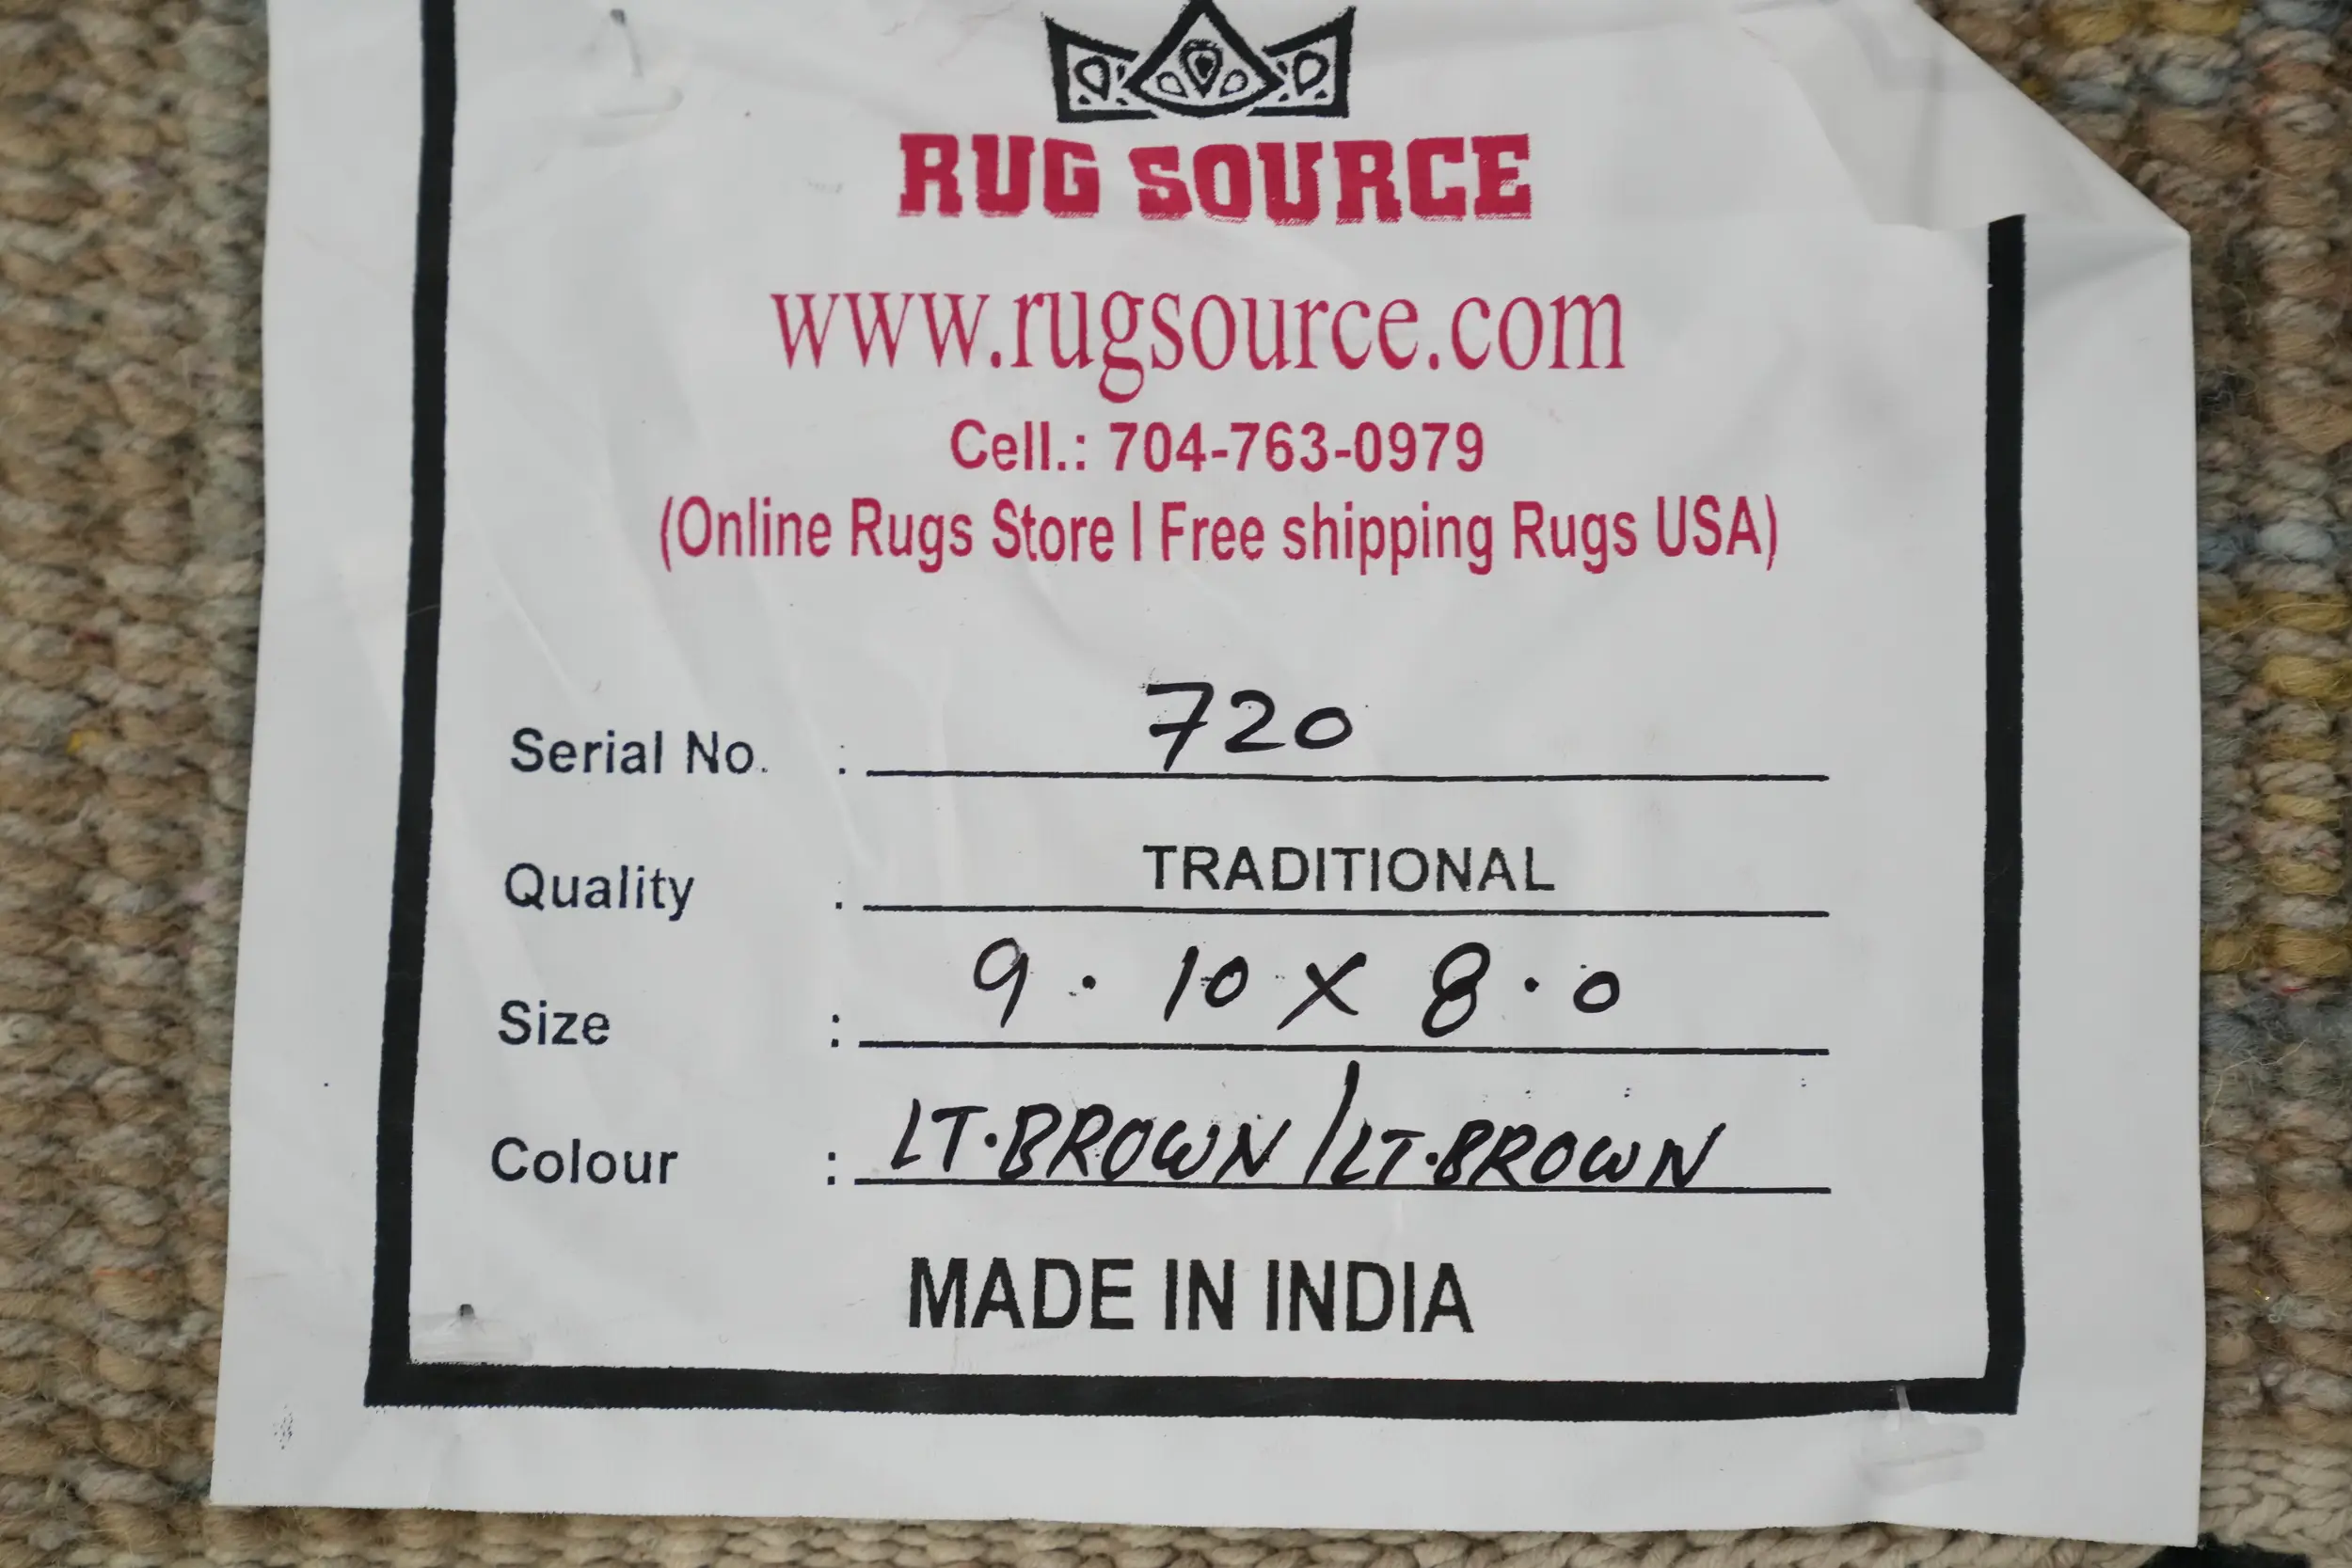 RUG SOURCE
www.rugsource.com
Cell.: 704-763-0979
(Online Rugs Store | Free shipping Rugs USA)
Serial No. : 720
Quality : TRADITIONAL
Size : 9.10 X 8.0
Colour : LT.BROWN/LT.BROWN
MADE IN INDIA